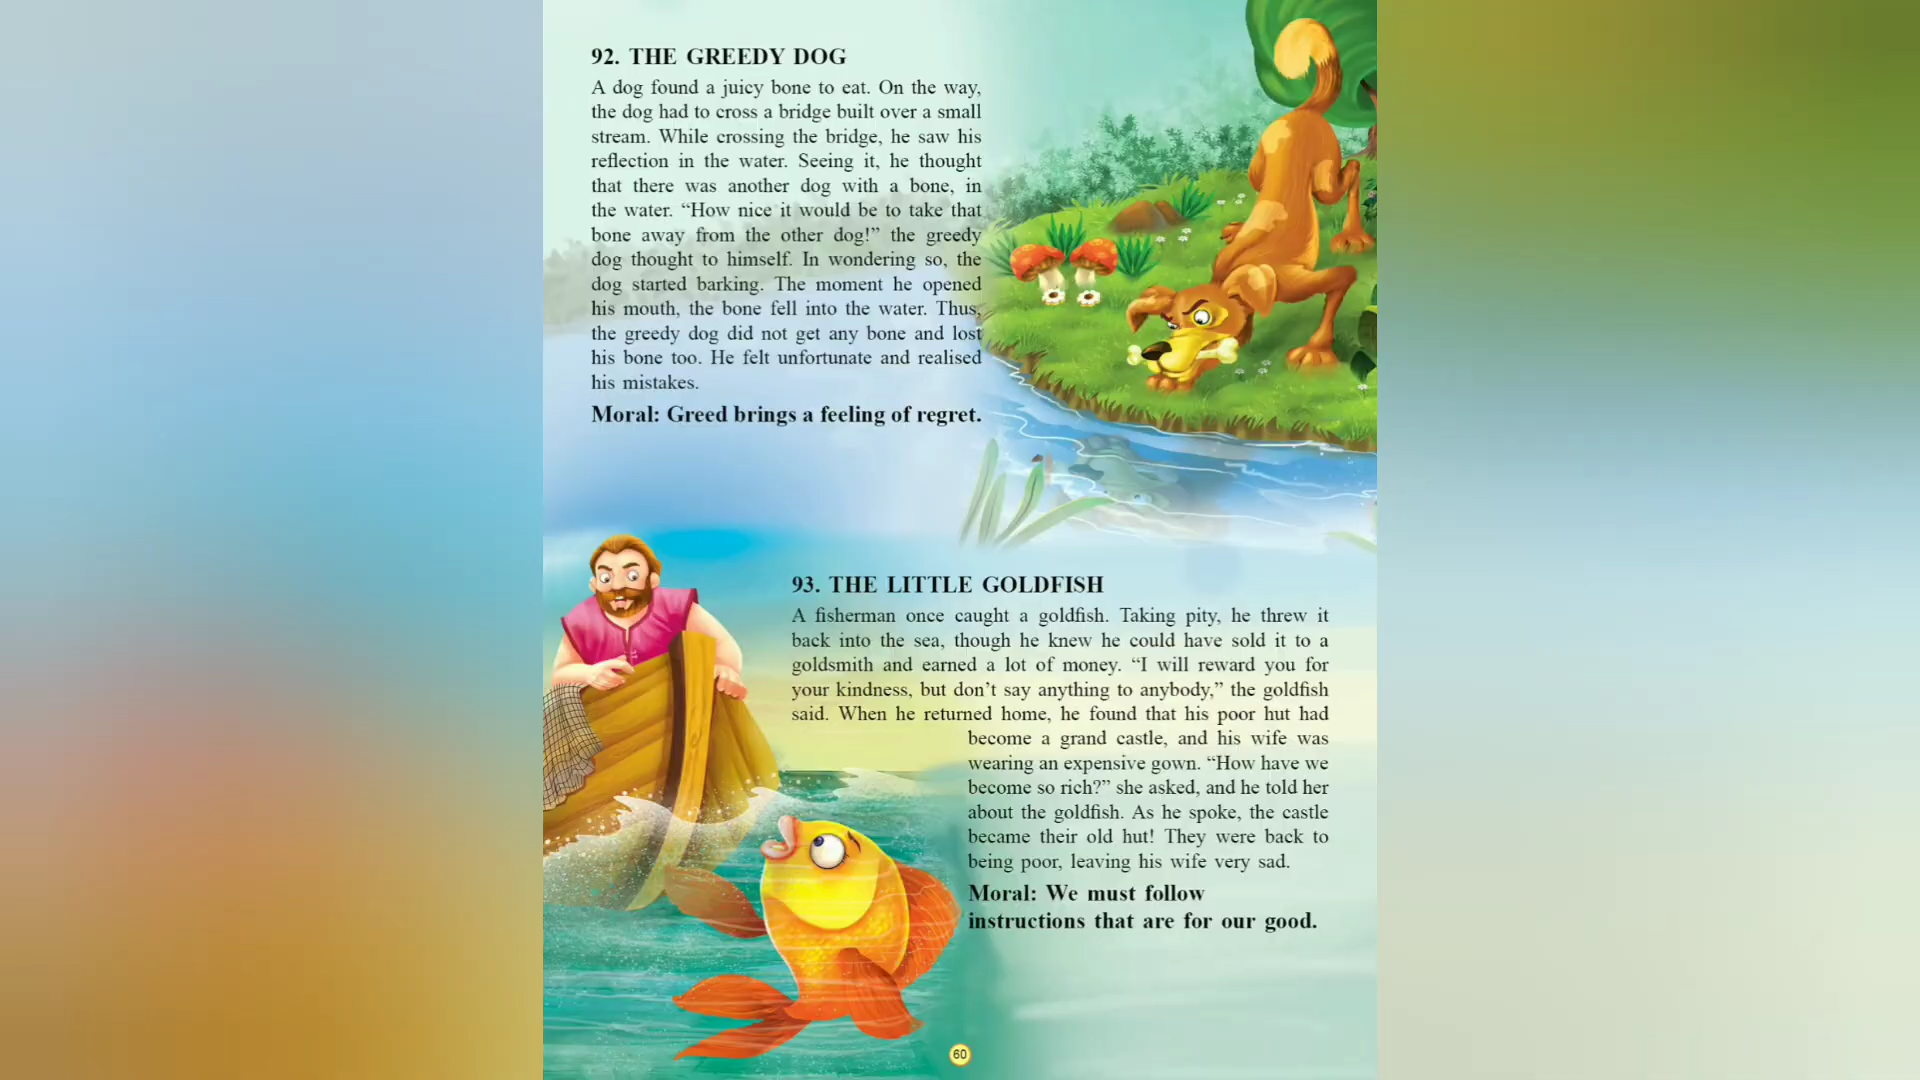 92. THE GREEDY DOG
A dog found a juicy bone to eat. On the way,
the dog had to cross a bridge built over a small
stream. While crossing the bridge, he saw his
reflection in the water. Seeing it, he thought
that there was another dog with a bone, in
the water. “How nice it would be to take that
bone away from the other dog!” the greedy
dog thought to himself. In wondering so, the
dog started barking. The moment he opened
his mouth, the bone fell into the water. Thus,
the greedy dog did not get any bone and lost
his bone too. He felt unfortunate and realised
his mistakes.
Moral: Greed brings a feeling of regret.
93. THE LITTLE GOLDFISH
A fisherman once caught a goldfish. Taking pity, he threw it
back into the sea, though he knew he could have sold it to a
goldsmith and earned a lot of money. “I will reward you for
your kindness, but don’t say anything to anybody,” the goldfish
said. When he returned home, he found that his poor hut had
become a grand castle, and his wife was
wearing an expensive gown. “How have we
become so rich?” she asked, and he told her
about the goldfish. As he spoke, the castle
became their old hut! They were back to
being poor, leaving his wife very sad.
Moral: We must follow
instructions that are for our good.
60